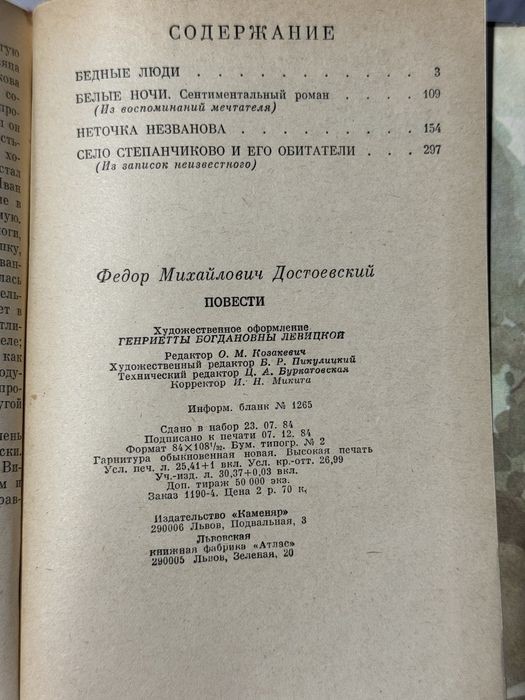 СОДЕРЖАНИЕ
БЕДНЫЕ ЛЮДИ . . . . . . . . . . . 3
БЕЛЫЕ НОЧИ. Сентиментальный роман . . . . 109
(Из воспоминаний мечтателя)
НЕТОЧКА НЕЗВАНОВА . . . . . . . . . 154
СЕЛО СТЕПАНЧИКОВО И ЕГО ОБИТАТЕЛИ . . . 297
(Из записок неизвестного)
Федор Михайлович Достоевский
ПОВЕСТИ
Художественное оформление
ГЕНРИЕТТЫ БОГДАНОВНЫ ЛЕВИЦКОЙ
Редактор О. М. Козакевич
Художественный редактор Б. Р. Пикулицкий
Технический редактор Ц. А. Буркатовская
Корректор И. Н. Микита
Информ. бланк № 1265
Сдано в набор 23. 07. 84
Подписано к печати 07. 12. 84
Формат 84×108¹/₃₂. Бум. типогр. № 2
Гарнитура обыкновенная новая. Высокая печать
Усл. печ. л. 25,41+1 вкл. Усл. кр.-отт. 26,99
Уч.-изд. л. 30,37+0,03 вкл.
Доп. тираж 50 000 экз.
Заказ 1190-4. Цена 2 р. 70 к.
Издательство «Каменяр»
290006 Львов, Подвальная, 3
Львовская
книжная фабрика «Атлас»
290005 Львов, Зеленая, 20